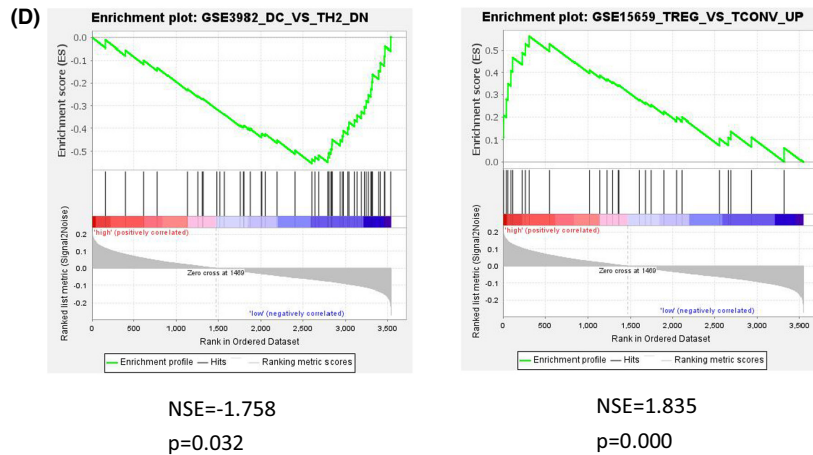 (D)
Enrichment plot: GSE3982_DC_VS_TH2_DN
Enrichment score (ES)
0.0
-0.1
-0.2
-0.3
-0.4
-0.5
Ranked list metric (Signal2Noise)
0.2
0.1
0.0
-0.1
-0.2
'high' (positively correlated)
Zero cross at 1469
'low' (negatively correlated)
0 500 1,000 1,500 2,000 2,500 3,000 3,500
Rank in Ordered Dataset
Enrichment profile Hits Ranking metric scores
NSE=-1.758
p=0.032
Enrichment plot: GSE15659_TREG_VS_TCONV_UP
Enrichment score (ES)
0.5
0.4
0.3
0.2
0.1
0.0
Ranked list metric (Signal2Noise)
0.2
0.1
0.0
-0.1
-0.2
'high' (positively correlated)
Zero cross at 1469
'low' (negatively correlated)
0 500 1,000 1,500 2,000 2,500 3,000 3,500
Rank in Ordered Dataset
Enrichment profile Hits Ranking metric scores
NSE=1.835
p=0.000